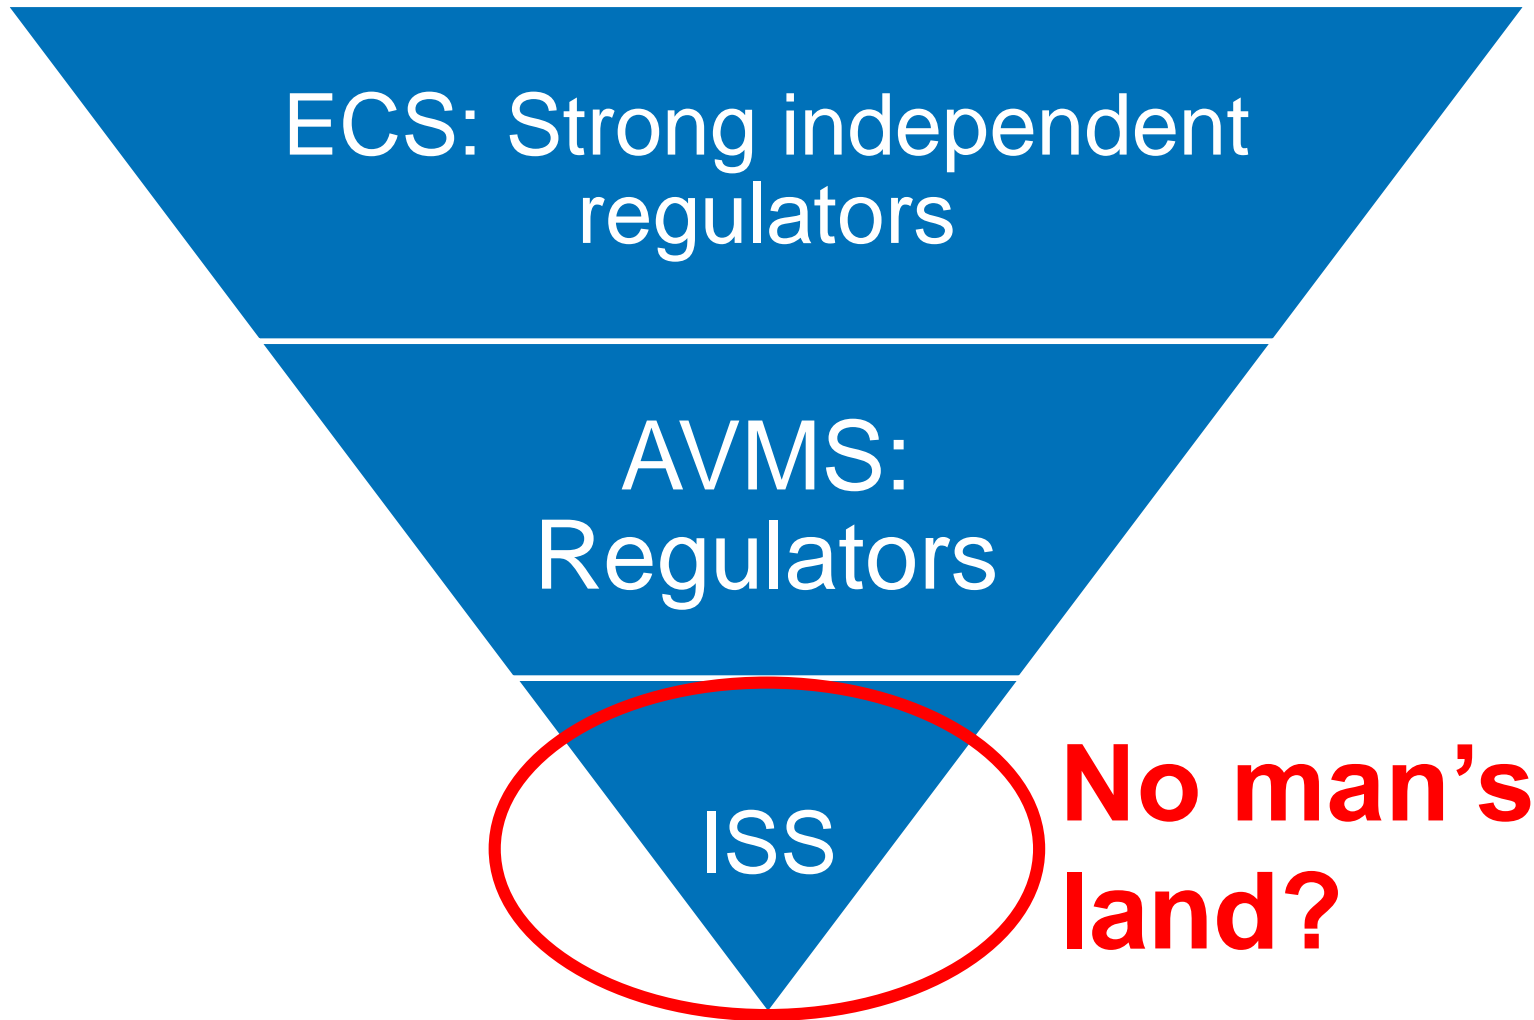 ECS: Strong independent
regulators
AVMS:
Regulators
ISS
No man’s
land?